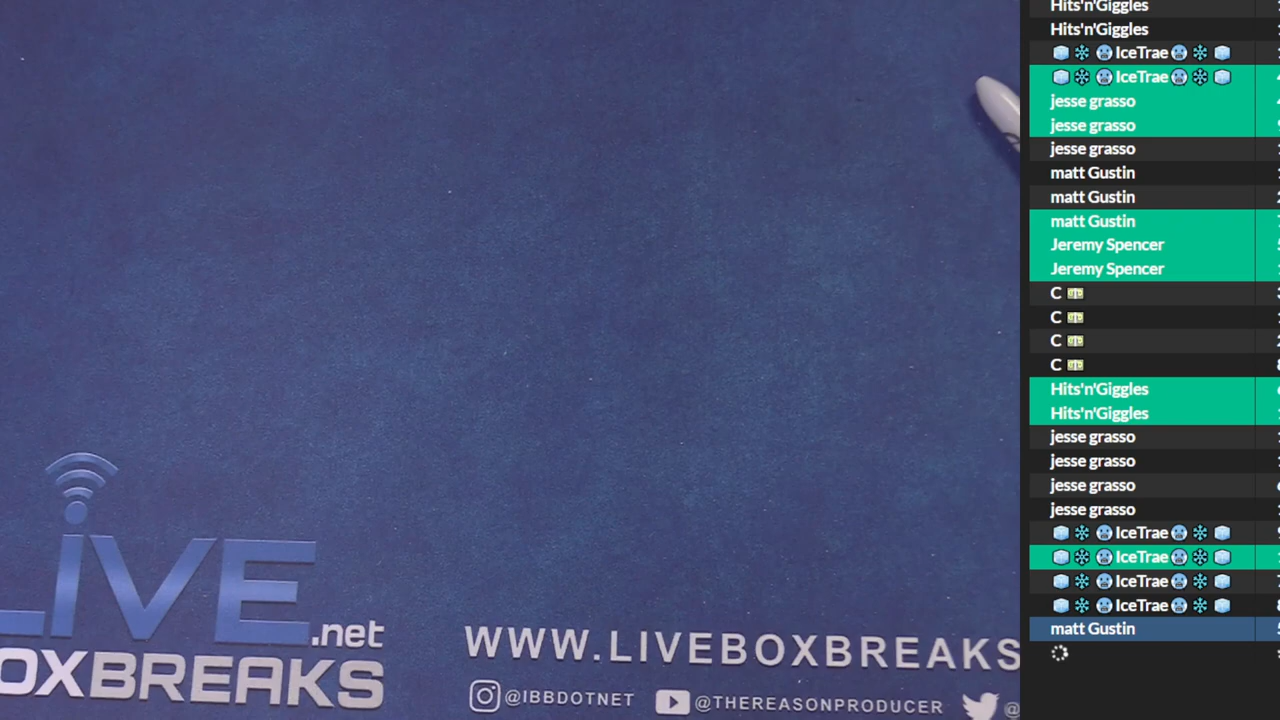 Hits'n'Giggles
Hits'n'Giggles
🧊 ❄ 🥶 IceTrae 🥶 ❄ 🧊
🧊 ❄ 🥶 IceTrae 🥶 ❄ 🧊
jesse grasso
jesse grasso
jesse grasso
matt Gustin
matt Gustin
matt Gustin
Jeremy Spencer
Jeremy Spencer
C 💵
C 💵
C 💵
C 💵
Hits'n'Giggles
Hits'n'Giggles
jesse grasso
jesse grasso
jesse grasso
jesse grasso
🧊 ❄ 🥶 IceTrae 🥶 ❄ 🧊
🧊 ❄ 🥶 IceTrae 🥶 ❄ 🧊
🧊 ❄ 🥶 IceTrae 🥶 ❄ 🧊
🧊 ❄ 🥶 IceTrae 🥶 ❄ 🧊
matt Gustin
LIVE.net
OXBREAKS
WWW.LIVEBOXBREAKS
@IBBDOTNET @THEREASONPRODUCER @